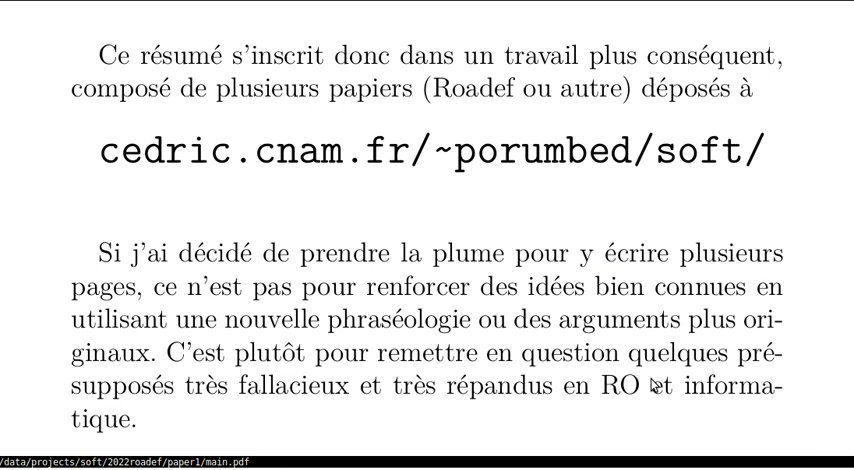 Ce résumé s'inscrit donc dans un travail plus conséquent,
composé de plusieurs papiers (Roadef ou autre) déposés à
cedric.cnam.fr/~porumbed/soft/
Si j'ai décidé de prendre la plume pour y écrire plusieurs
pages, ce n'est pas pour renforcer des idées bien connues en
utilisant une nouvelle phraséologie ou des arguments plus ori-
ginaux. C'est plutôt pour remettre en question quelques pré-
supposés très fallacieux et très répandus en RO et informa-
tique.
/data/projects/soft/2022roadef/paper1/main.pdf